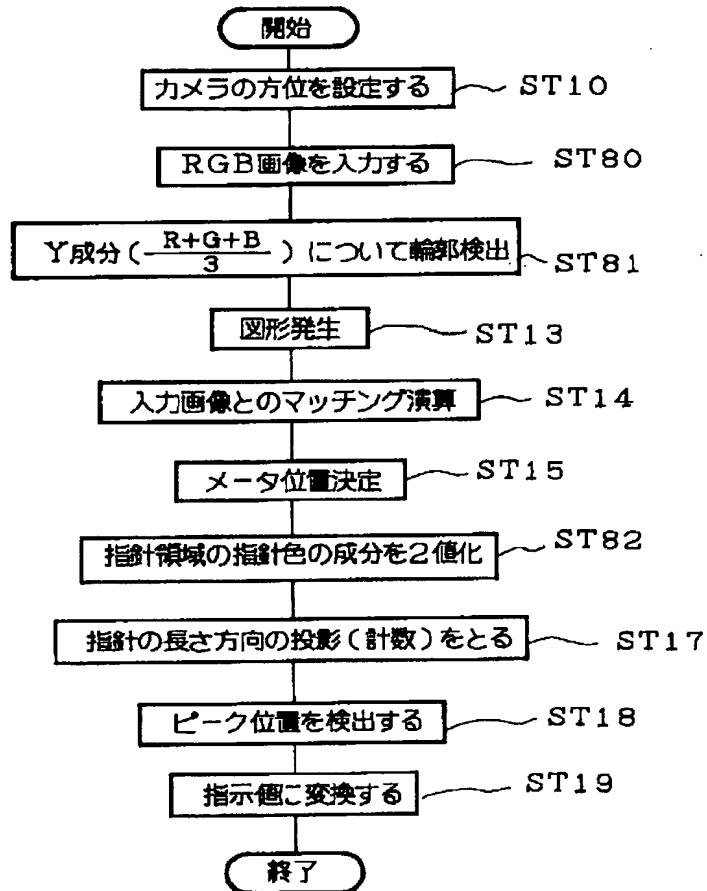 開始
カメラの方位を設定する ST10
RGB画像を入力する ST80
Y成分(R+G+B/3)について輪郭検出 ST81
図形発生 ST13
入力画像とのマッチング演算 ST14
メータ位置決定 ST15
指針領域の指針色の成分を2値化 ST82
指針の長さ方向の投影(計数)をとる ST17
ピーク位置を検出する ST18
指示値に変換する ST19
終了